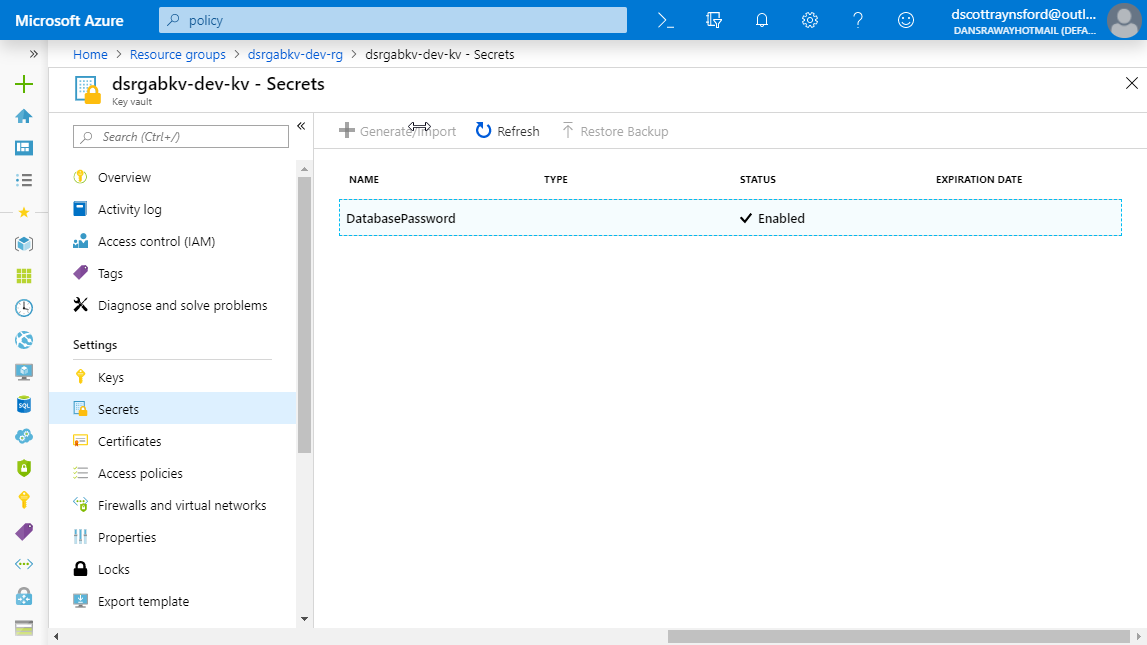 Microsoft Azure
policy
dscottraynsford@outl...
DANSRAWAYHOTMAIL (DEFA...
Home > Resource groups > dsrgabkv-dev-rg > dsrgabkv-dev-kv - Secrets
dsrgabkv-dev-kv - Secrets
Key vault
Search (Ctrl+/)
Overview
Activity log
Access control (IAM)
Tags
Diagnose and solve problems
Settings
Keys
Secrets
Certificates
Access policies
Firewalls and virtual networks
Properties
Locks
Export template
Generate/Import Refresh Restore Backup
NAME TYPE STATUS EXPIRATION DATE
DatabasePassword Enabled
SQL